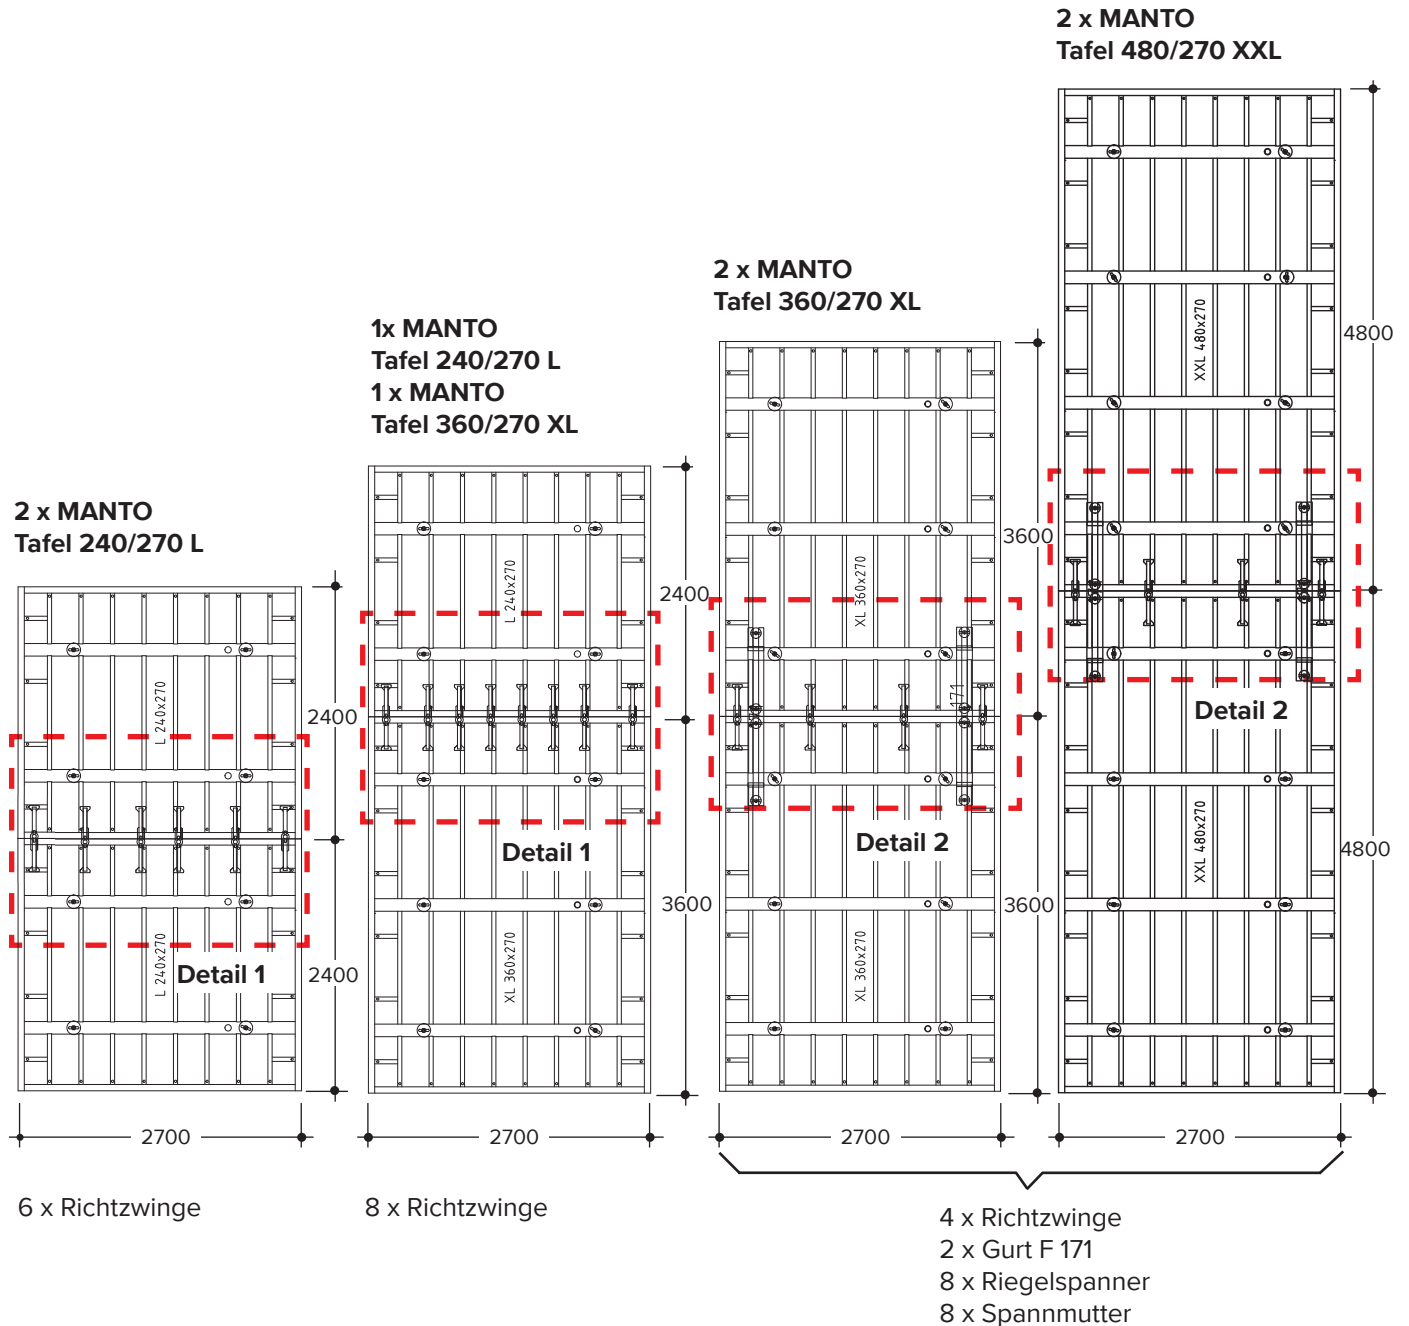 2 x MANTO
Tafel 480/270 XXL
2 x MANTO
Tafel 360/270 XL
1x MANTO
Tafel 240/270 L
1 x MANTO
Tafel 360/270 XL
2 x MANTO
Tafel 240/270 L
L 240x270
L 240x270
2400
2400
Detail 1
2700
6 x Richtzwinge
L 240x270
XL 360x270
2400
3600
Detail 1
2700
8 x Richtzwinge
XL 360x270
XL 360x270
171
3600
3600
Detail 2
2700
XXL 480x270
XXL 480x270
4800
4800
Detail 2
2700
4 x Richtzwinge
2 x Gurt F 171
8 x Riegelspanner
8 x Spannmutter